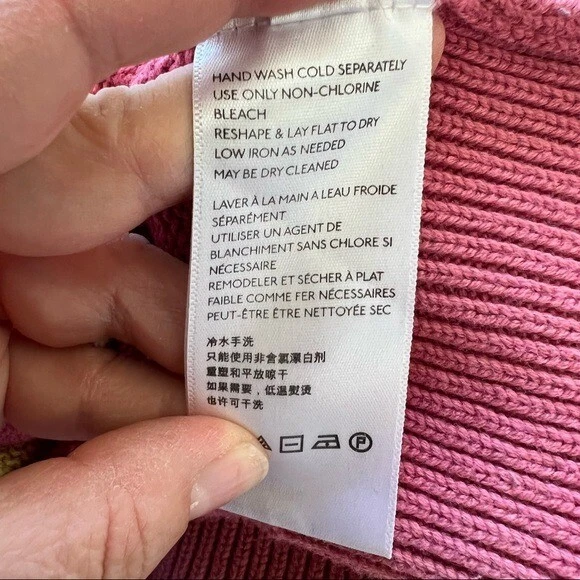 HAND WASH COLD SEPARATELY
USE ONLY NON-CHLORINE
BLEACH
RESHAPE & LAY FLAT TO DRY
LOW IRON AS NEEDED
MAY BE DRY CLEANED
LAVER À LA MAIN A LEAU FROIDE
SÉPARÉMENT
UTILISER UN AGENT DE
BLANCHIMENT SANS CHLORE SI
NÉCESSAIRE
REMODELER ET SÉCHER À PLAT
FAIBLE COMME FER NÉCESSAIRES
PEUT-ÊTRE ÊTRE NETTOYÉE SEC
冷水手洗
只能使用非含氯漂白剂
重塑和平放晾干
如果需要，低温熨烫
也许可干洗
P